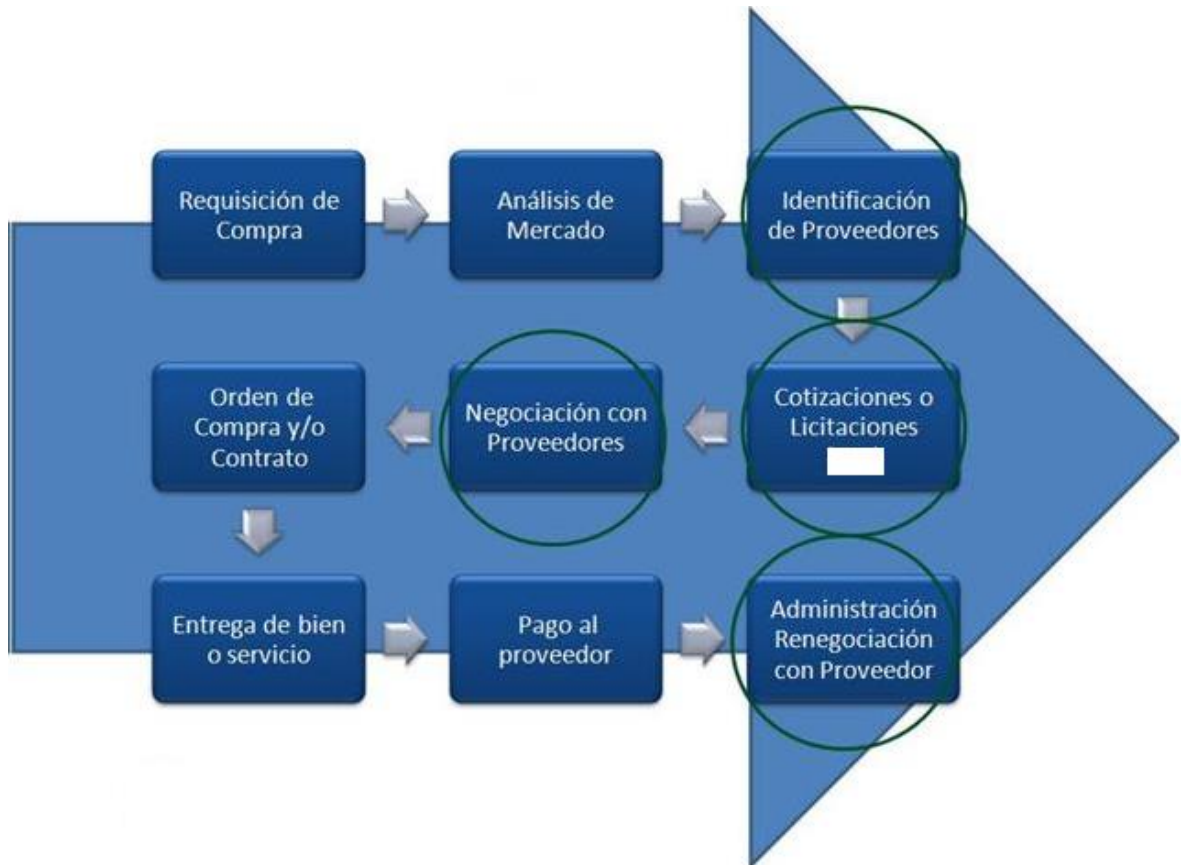 Requisición de
Compra
Análisis de
Mercado
Identificación
de Proveedores
Cotizaciones o
Licitaciones
Negociación con
Proveedores
Orden de
Compra y/o
Contrato
Entrega de bien
o servicio
Pago al
proveedor
Administración
Renegociación
con Proveedor